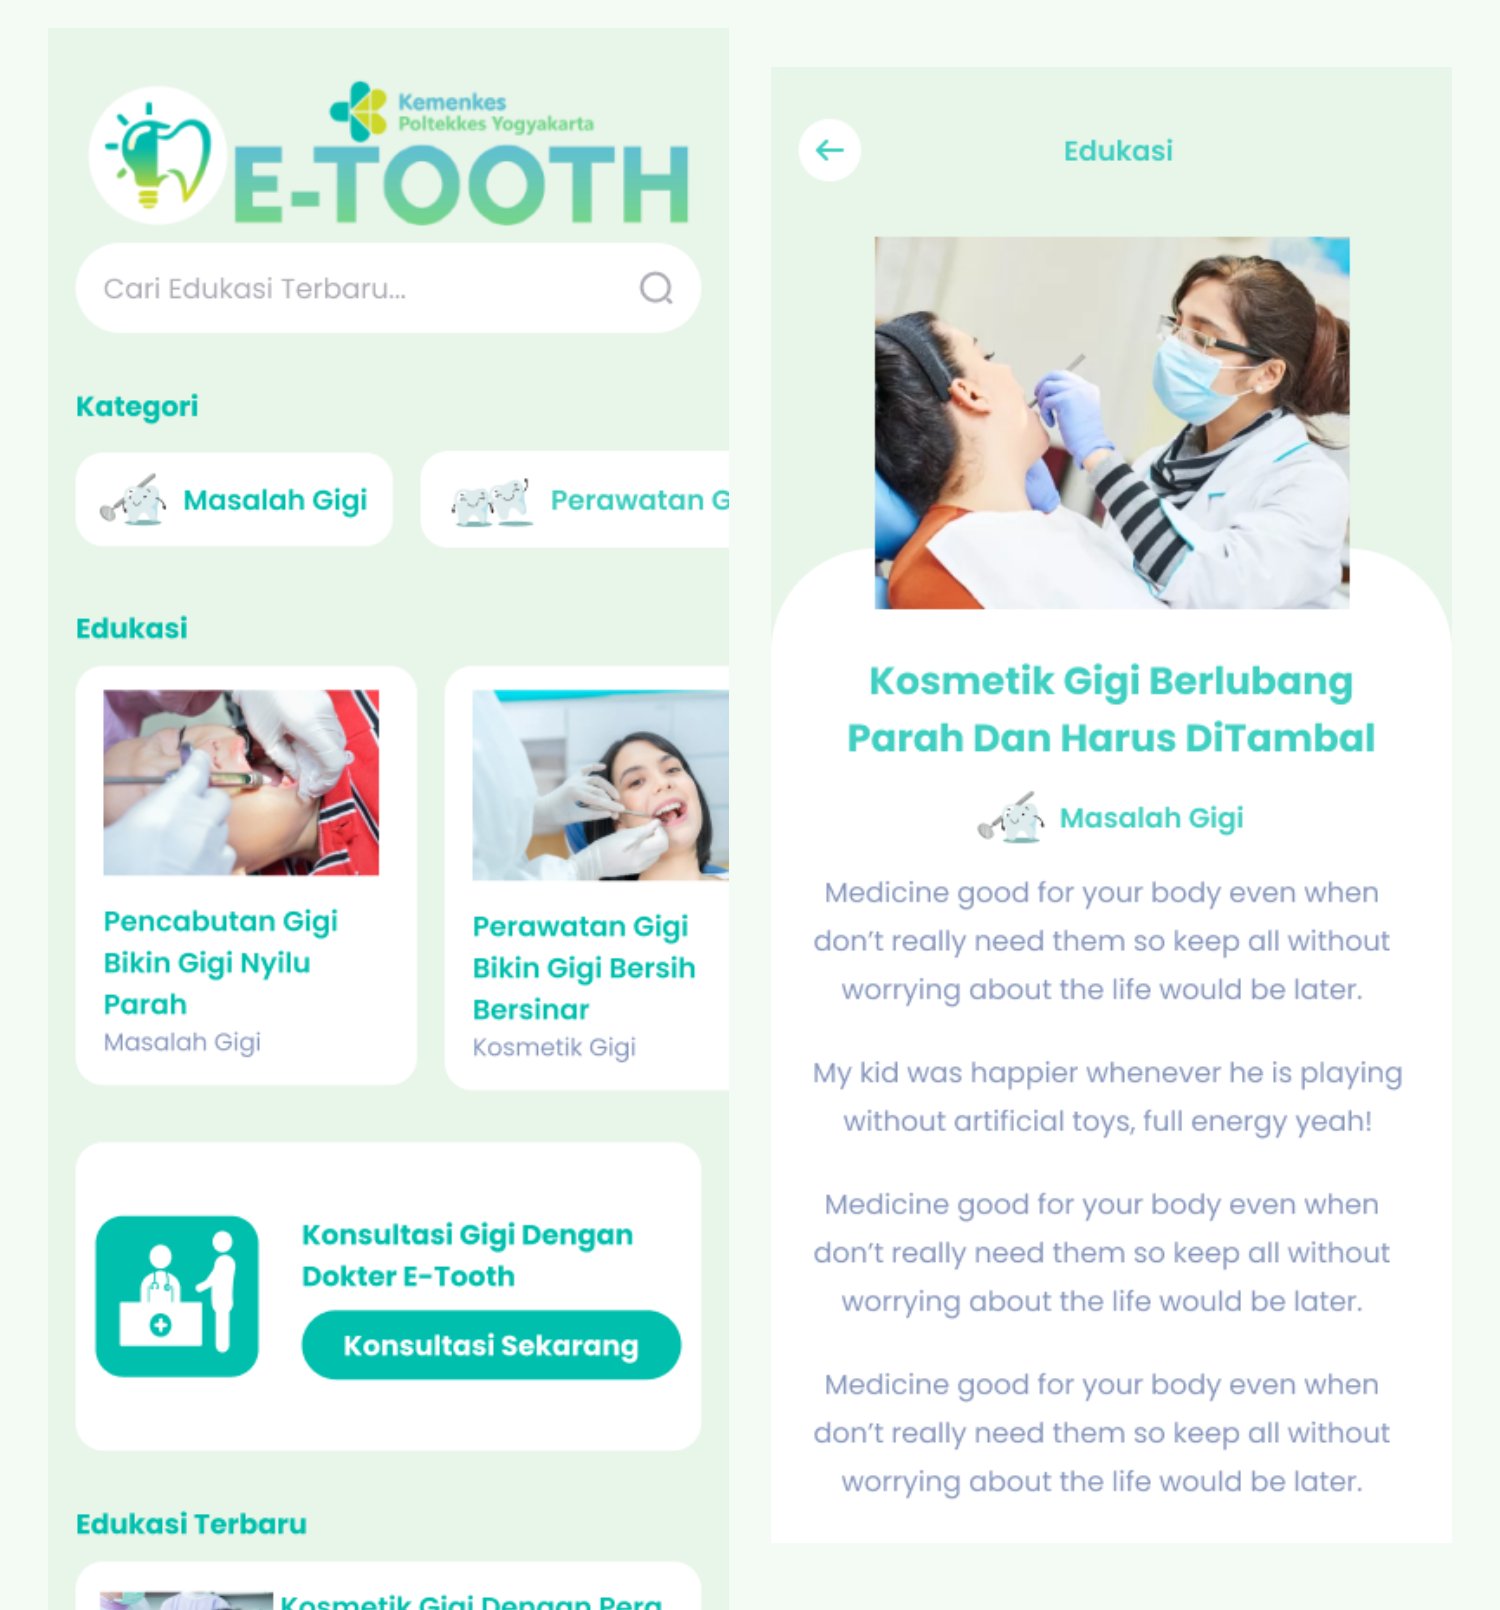 Kemenkes
Poltekkes Yogyakarta
E-TOOTH
Cari Edukasi Terbaru...
Kategori
Masalah Gigi
Perawatan G
Edukasi
Pencabutan Gigi
Bikin Gigi Nyilu
Parah
Masalah Gigi
Perawatan Gigi
Bikin Gigi Bersih
Bersinar
Kosmetik Gigi
Konsultasi Gigi Dengan
Dokter E-Tooth
Konsultasi Sekarang
Edukasi Terbaru
Kosmetik Gigi Dengan Pera
Edukasi
Kosmetik Gigi Berlubang
Parah Dan Harus DiTambal
Masalah Gigi
Medicine good for your body even when
don’t really need them so keep all without
worrying about the life would be later.
My kid was happier whenever he is playing
without artificial toys, full energy yeah!
Medicine good for your body even when
don’t really need them so keep all without
worrying about the life would be later.
Medicine good for your body even when
don’t really need them so keep all without
worrying about the life would be later.